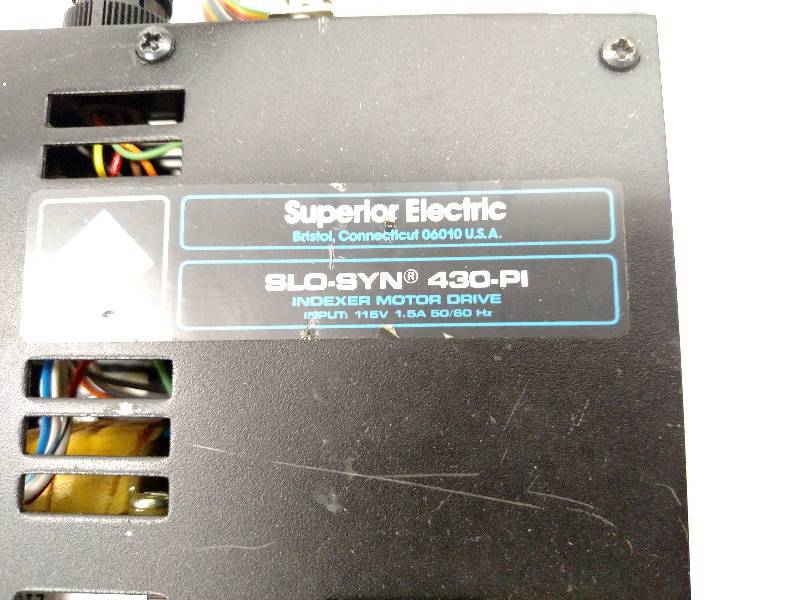 Superior Electric
Bristol, Connecticut 06010 U.S.A.
SLO-SYN® 430-PI
INDEXER MOTOR DRIVE
INPUT: 115V 1.5A 50/60 Hz